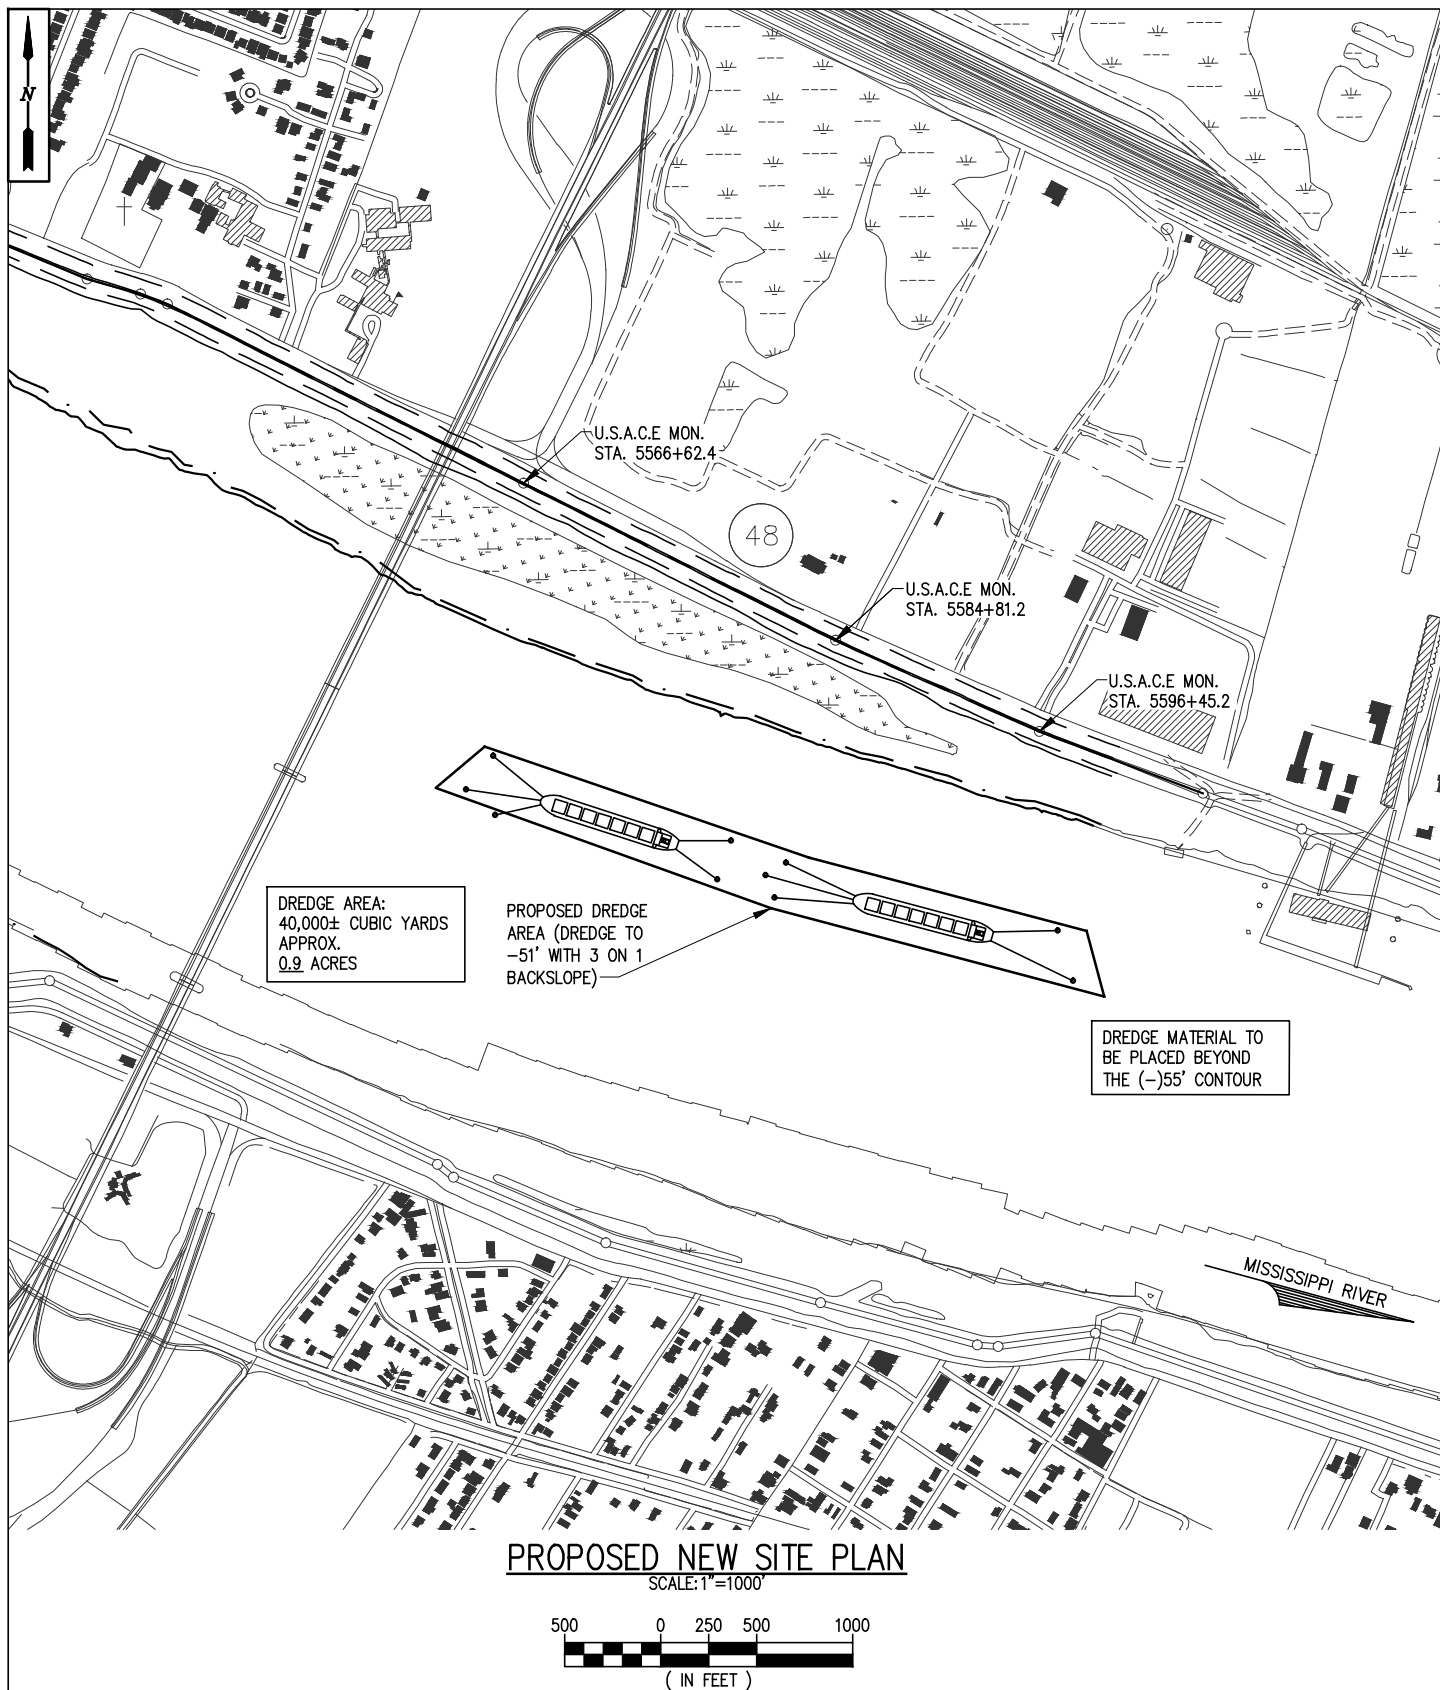 N
U.S.A.C.E MON.
STA. 5566+62.4
48
U.S.A.C.E MON.
STA. 5584+81.2
U.S.A.C.E MON.
STA. 5596+45.2
DREDGE AREA:
40,000± CUBIC YARDS
APPROX.
0.9 ACRES
PROPOSED DREDGE
AREA (DREDGE TO
-51' WITH 3 ON 1
BACKSLOPE)
DREDGE MATERIAL TO
BE PLACED BEYOND
THE (-)55' CONTOUR
MISSISSIPPI RIVER
PROPOSED NEW SITE PLAN
SCALE:1"=1000'
500 0 250 500 1000
( IN FEET )